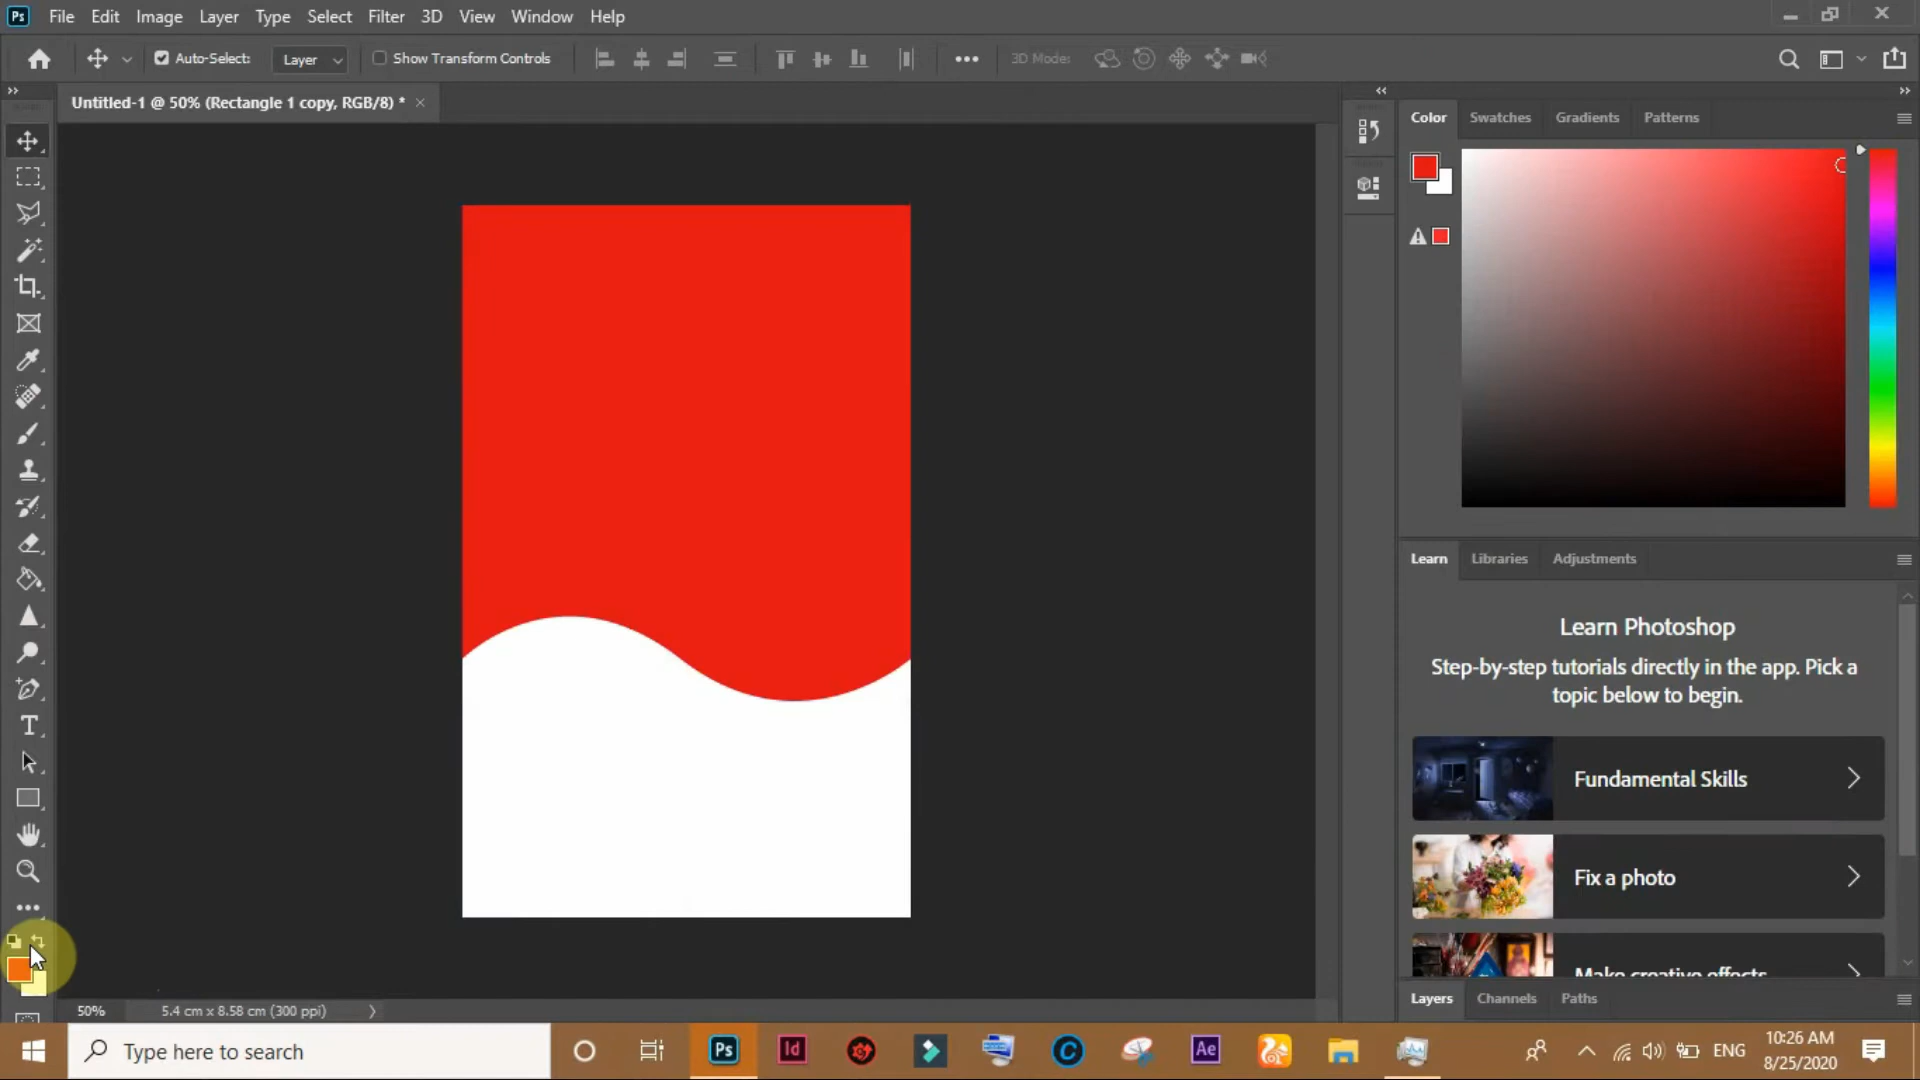 Ps File Edit Image Layer Type Select Filter 3D View Window Help
Auto-Select: Layer Show Transform Controls 3D Mode:
Untitled-1 @ 50% (Rectangle 1 copy, RGB/8) *
Color Swatches Gradients Patterns
Learn Libraries Adjustments
Learn Photoshop
Step-by-step tutorials directly in the app. Pick a
topic below to begin.
Fundamental Skills
Fix a photo
Make creative effects
Layers Channels Paths
50% 5.4 cm x 8.58 cm (300 ppi)
Type here to search
Ps Id C Ae
ENG
10:26 AM
8/25/2020